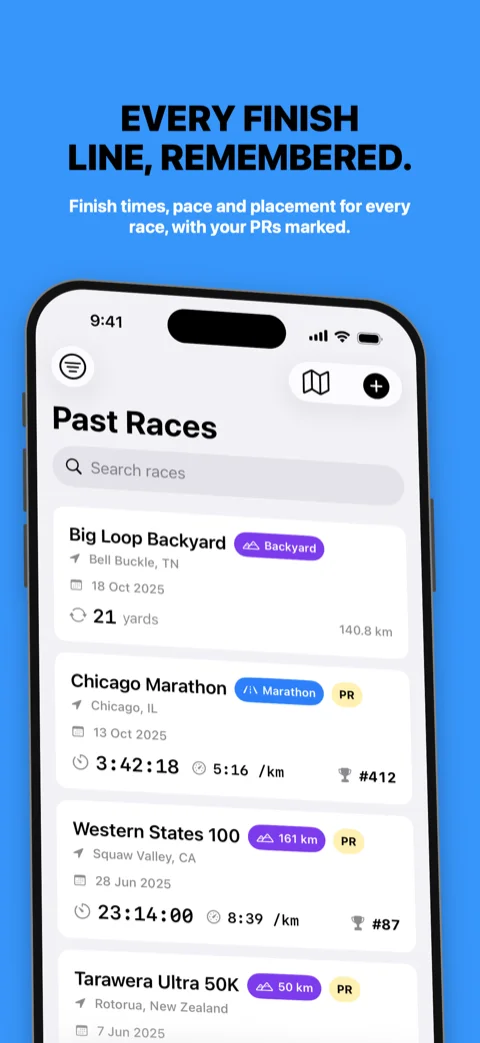 EVERY FINISH
LINE, REMEMBERED.
Finish times, pace and placement for every
race, with your PRs marked.
9:41
Past Races
Search races
Big Loop Backyard Backyard
Bell Buckle, TN
18 Oct 2025
21 yards 140.8 km
Chicago Marathon Marathon PR
Chicago, IL
13 Oct 2025
3:42:18 5:16 /km #412
Western States 100 161 km PR
Squaw Valley, CA
28 Jun 2025
23:14:00 8:39 /km #87
Tarawera Ultra 50K 50 km PR
Rotorua, New Zealand
7 Jun 2025